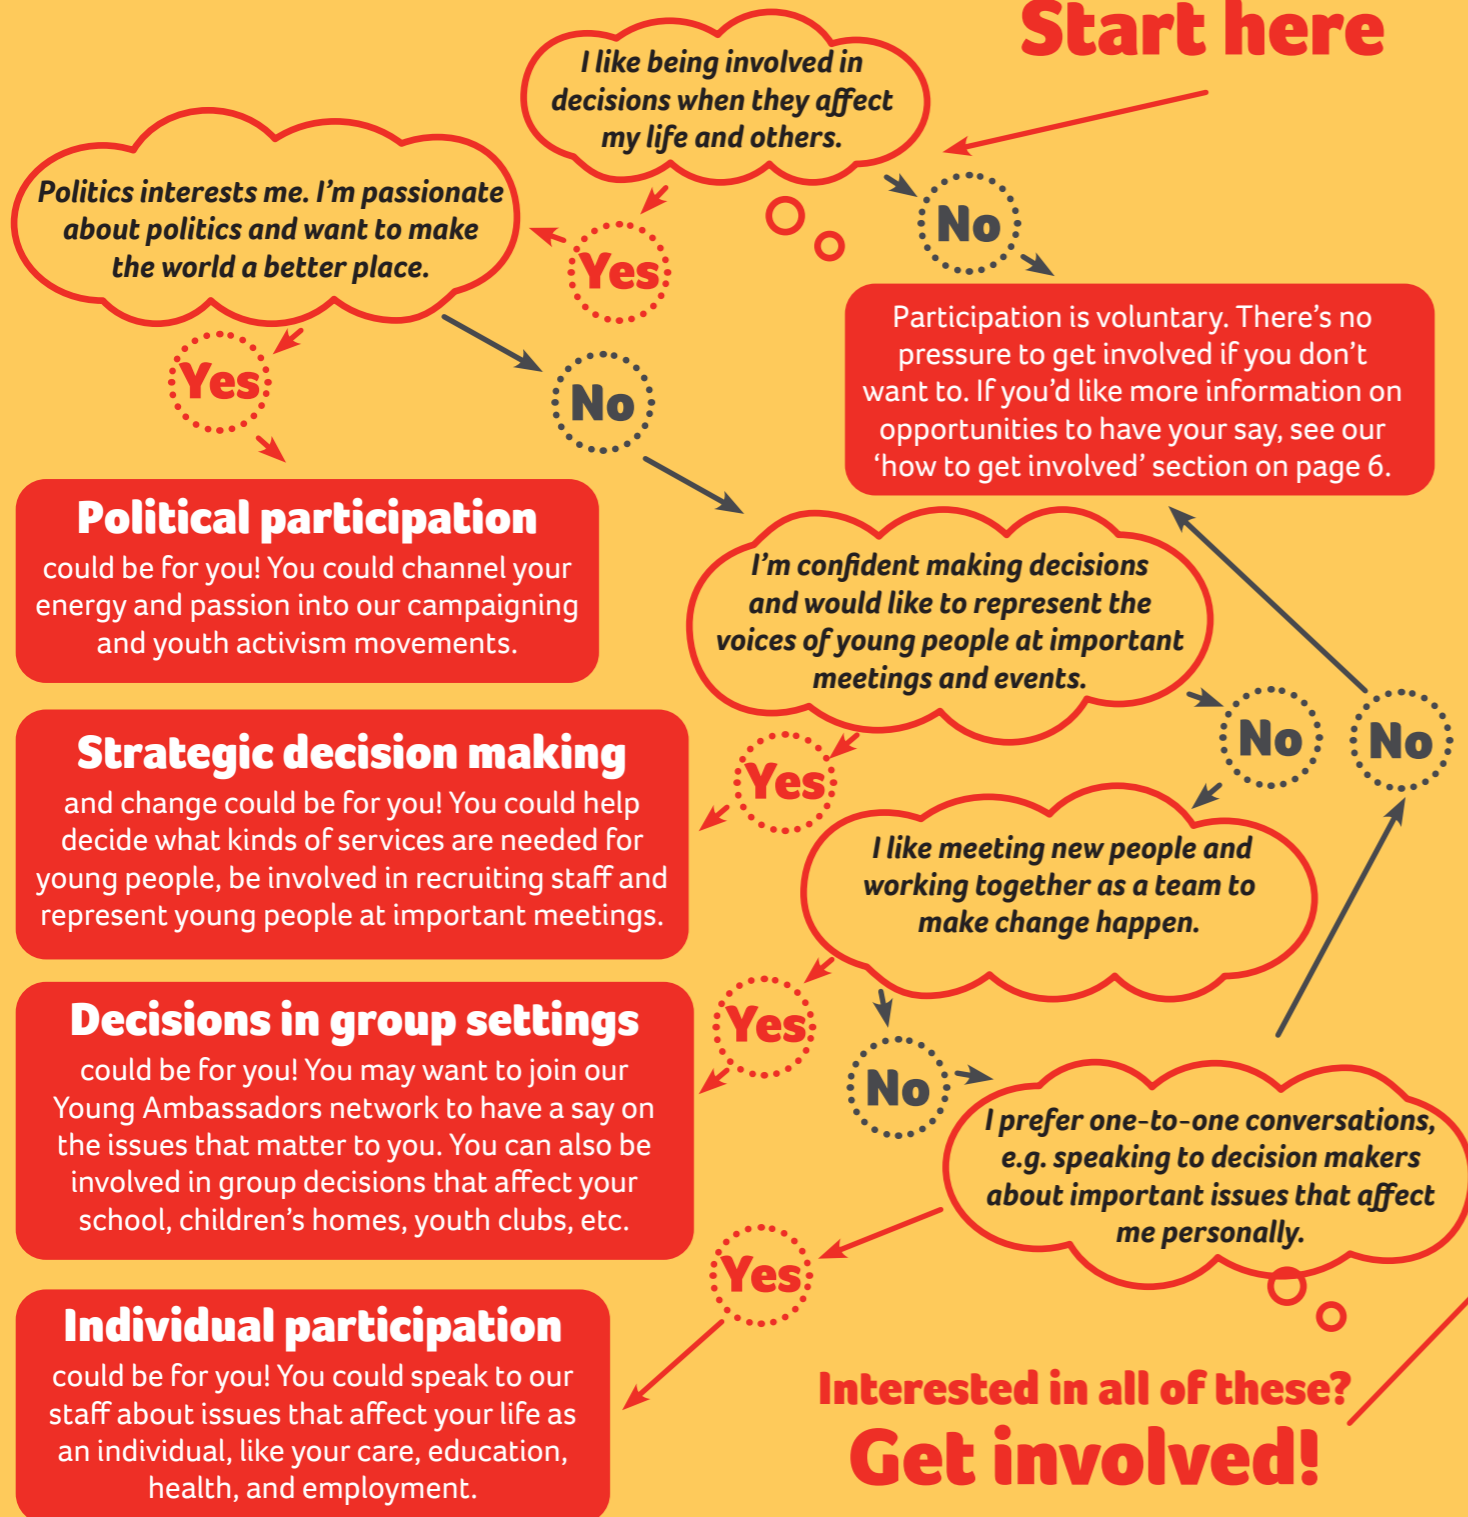 Start here
I like being involved in
decisions when they affect
my life and others.
No
Yes
Politics interests me. I'm passionate
about politics and want to make
the world a better place.
Yes
No
Participation is voluntary. There's no
pressure to get involved if you don't
want to. If you'd like more information on
opportunities to have your say, see our
'how to get involved' section on page 6.
Political participation
could be for you! You could channel your
energy and passion into our campaigning
and youth activism movements.
I'm confident making decisions
and would like to represent the
voices of young people at important
meetings and events.
No
No
Yes
Strategic decision making
and change could be for you! You could help
decide what kinds of services are needed for
young people, be involved in recruiting staff and
represent young people at important meetings.
I like meeting new people and
working together as a team to
make change happen.
Yes
No
Decisions in group settings
could be for you! You may want to join our
Young Ambassadors network to have a say on
the issues that matter to you. You can also be
involved in group decisions that affect your
school, children's homes, youth clubs, etc.
I prefer one-to-one conversations,
e.g. speaking to decision makers
about important issues that affect
me personally.
Yes
Individual participation
could be for you! You could speak to our
staff about issues that affect your life as
an individual, like your care, education,
health, and employment.
Interested in all of these?
Get involved!